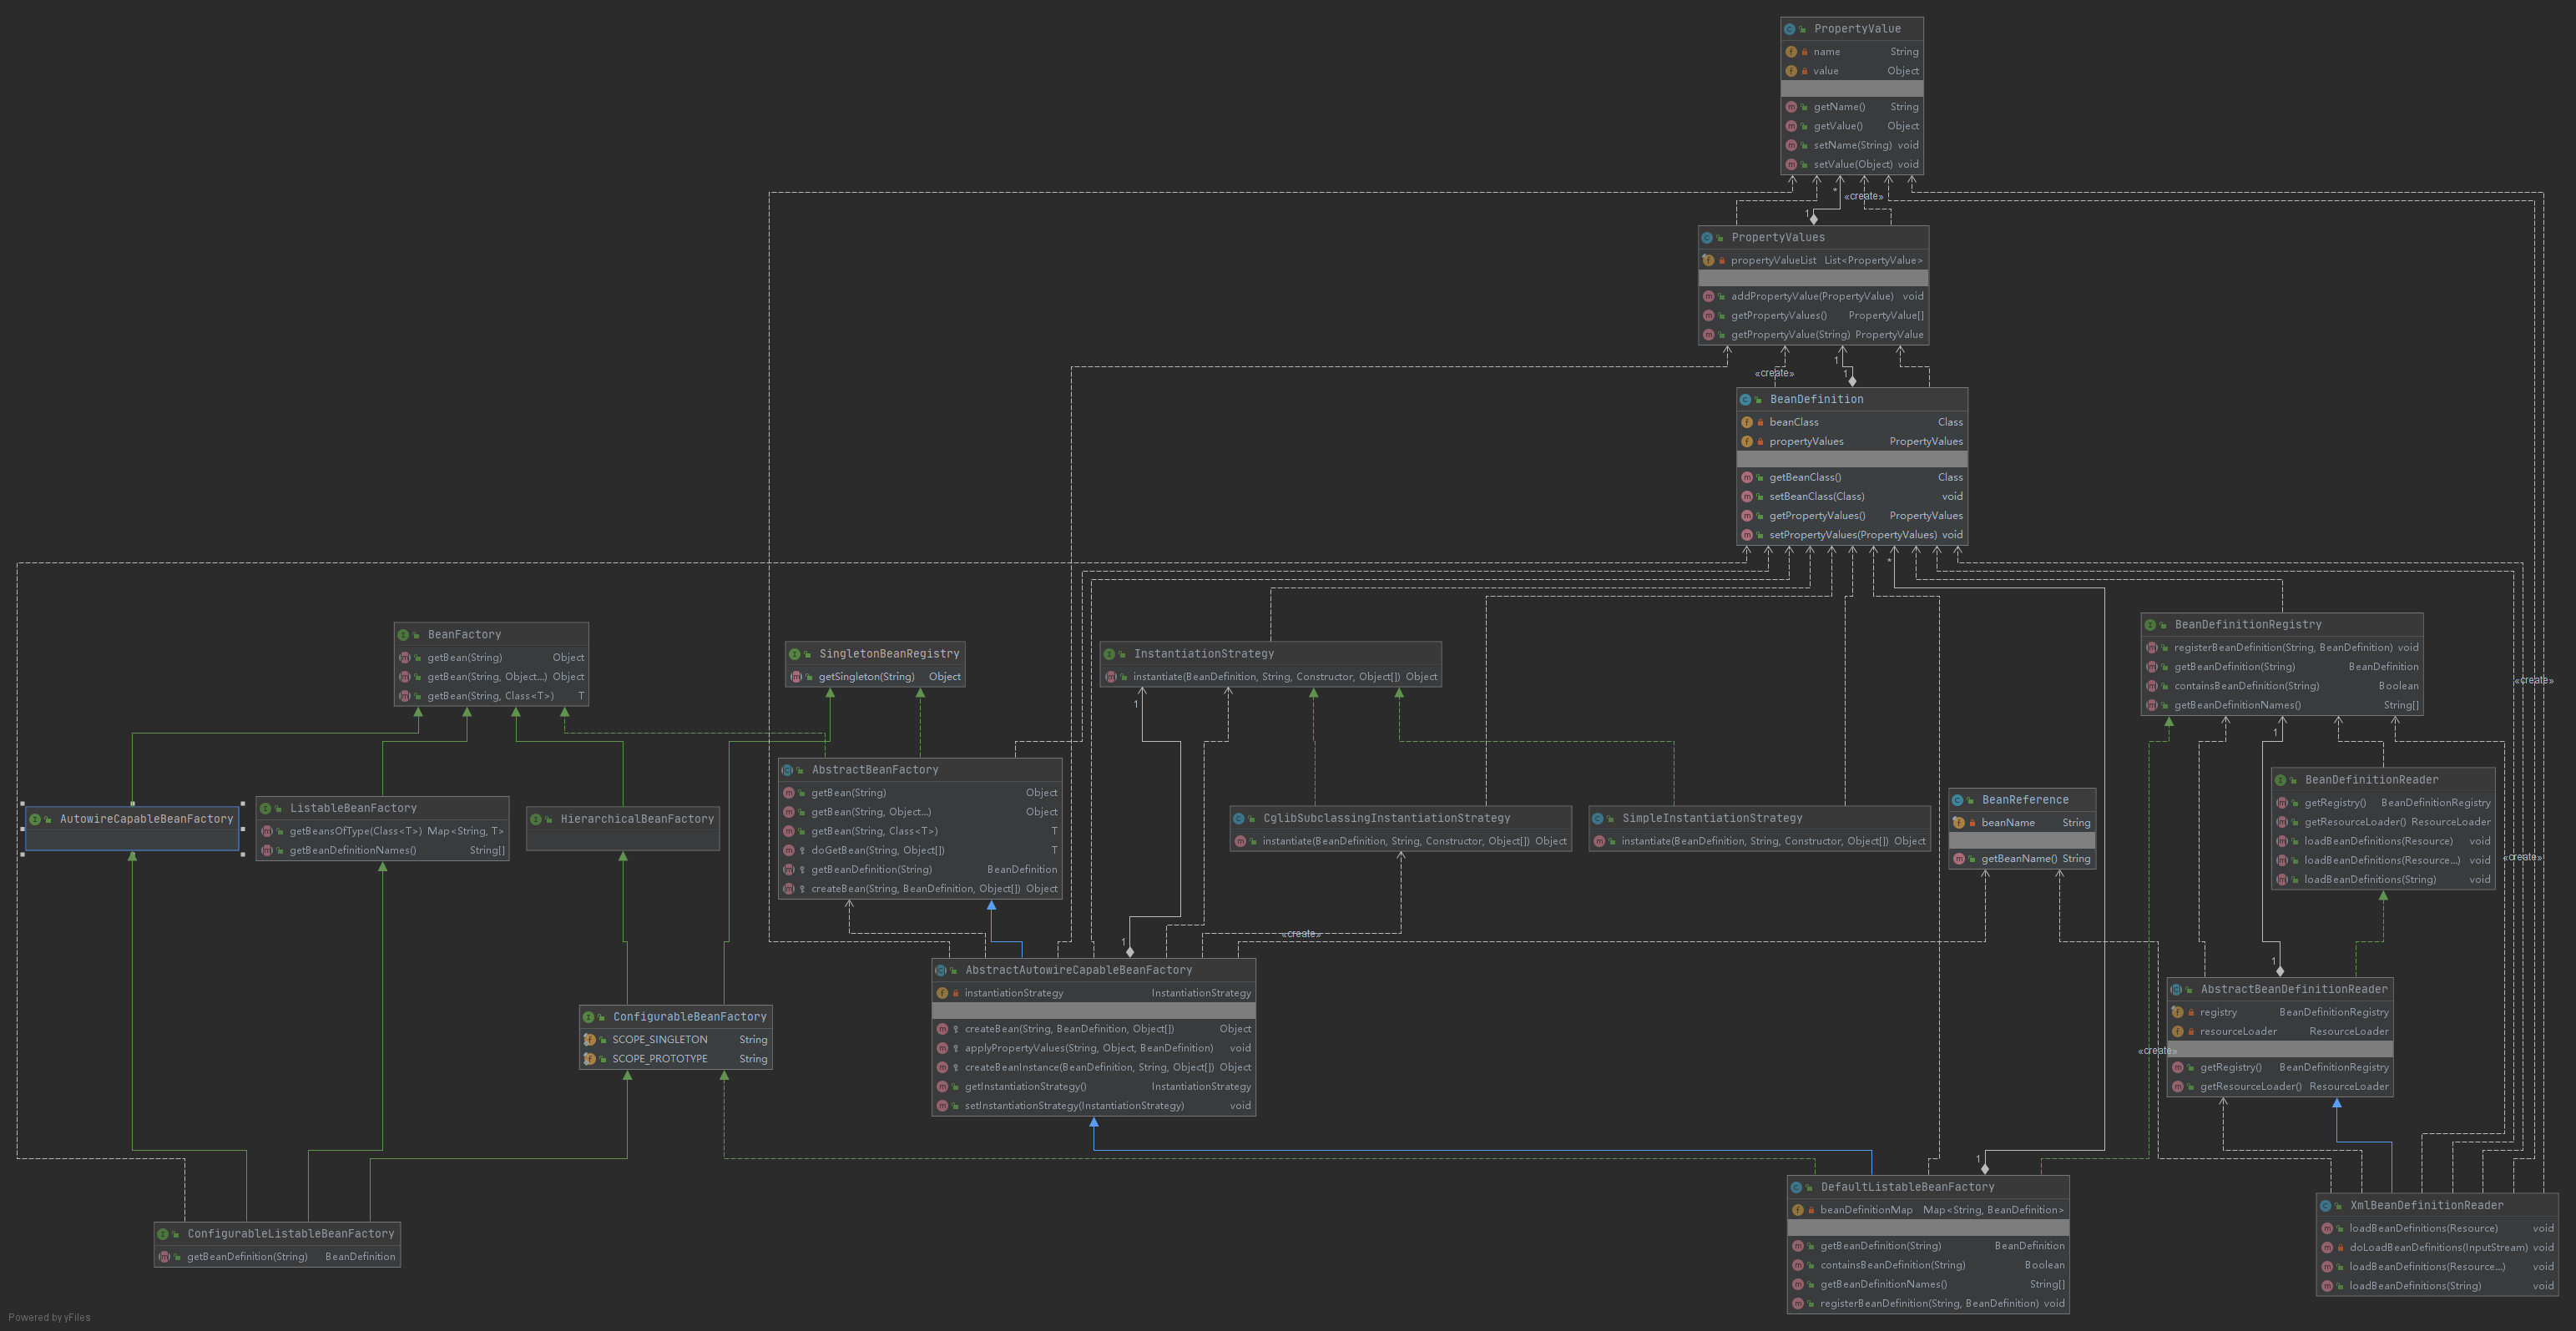 PropertyValue
name String
value Object
getName() String
getValue() Object
setName(String) void
setValue(Object) void
*
«create»
1
PropertyValues
propertyValueList List<PropertyValue>
addPropertyValue(PropertyValue) void
getPropertyValues() PropertyValue[]
getPropertyValue(String) PropertyValue
1
«create»
1
BeanDefinition
beanClass Class
propertyValues PropertyValues
getBeanClass() Class
setBeanClass(Class) void
getPropertyValues() PropertyValues
setPropertyValues(PropertyValues) void
*
BeanFactory
getBean(String) Object
getBean(String, Object...) Object
getBean(String, Class<T>) T
SingletonBeanRegistry
getSingleton(String) Object
InstantiationStrategy
instantiate(BeanDefinition, String, Constructor, Object[]) Object
1
BeanDefinitionRegistry
registerBeanDefinition(String, BeanDefinition) void
getBeanDefinition(String) BeanDefinition
containsBeanDefinition(String) Boolean
getBeanDefinitionNames() String[]
«create»
1
AutowireCapableBeanFactory
ListableBeanFactory
getBeansOfType(Class<T>) Map<String, T>
getBeanDefinitionNames() String[]
HierarchicalBeanFactory
AbstractBeanFactory
getBean(String) Object
getBean(String, Object...) Object
getBean(String, Class<T>) T
doGetBean(String, Object[]) T
getBeanDefinition(String) BeanDefinition
createBean(String, BeanDefinition, Object[]) Object
CglibSubclassingInstantiationStrategy
instantiate(BeanDefinition, String, Constructor, Object[]) Object
SimpleInstantiationStrategy
instantiate(BeanDefinition, String, Constructor, Object[]) Object
BeanReference
beanName String
getBeanName() String
BeanDefinitionReader
getRegistry() BeanDefinitionRegistry
getResourceLoader() ResourceLoader
loadBeanDefinitions(Resource) void
loadBeanDefinitions(Resource...) void
loadBeanDefinitions(String) void
«create»
«create»
1
1
AbstractAutowireCapableBeanFactory
instantiationStrategy InstantiationStrategy
createBean(String, BeanDefinition, Object[]) Object
applyPropertyValues(String, Object, BeanDefinition) void
createBeanInstance(BeanDefinition, String, Object[]) Object
getInstantiationStrategy() InstantiationStrategy
setInstantiationStrategy(InstantiationStrategy) void
ConfigurableBeanFactory
SCOPE_SINGLETON String
SCOPE_PROTOTYPE String
AbstractBeanDefinitionReader
registry BeanDefinitionRegistry
resourceLoader ResourceLoader
getRegistry() BeanDefinitionRegistry
getResourceLoader() ResourceLoader
«create»
1
ConfigurableListableBeanFactory
getBeanDefinition(String) BeanDefinition
DefaultListableBeanFactory
beanDefinitionMap Map<String, BeanDefinition>
getBeanDefinition(String) BeanDefinition
containsBeanDefinition(String) Boolean
getBeanDefinitionNames() String[]
registerBeanDefinition(String, BeanDefinition) void
XmlBeanDefinitionReader
loadBeanDefinitions(Resource) void
doLoadBeanDefinitions(InputStream) void
loadBeanDefinitions(Resource...) void
loadBeanDefinitions(String) void
Powered by yFiles